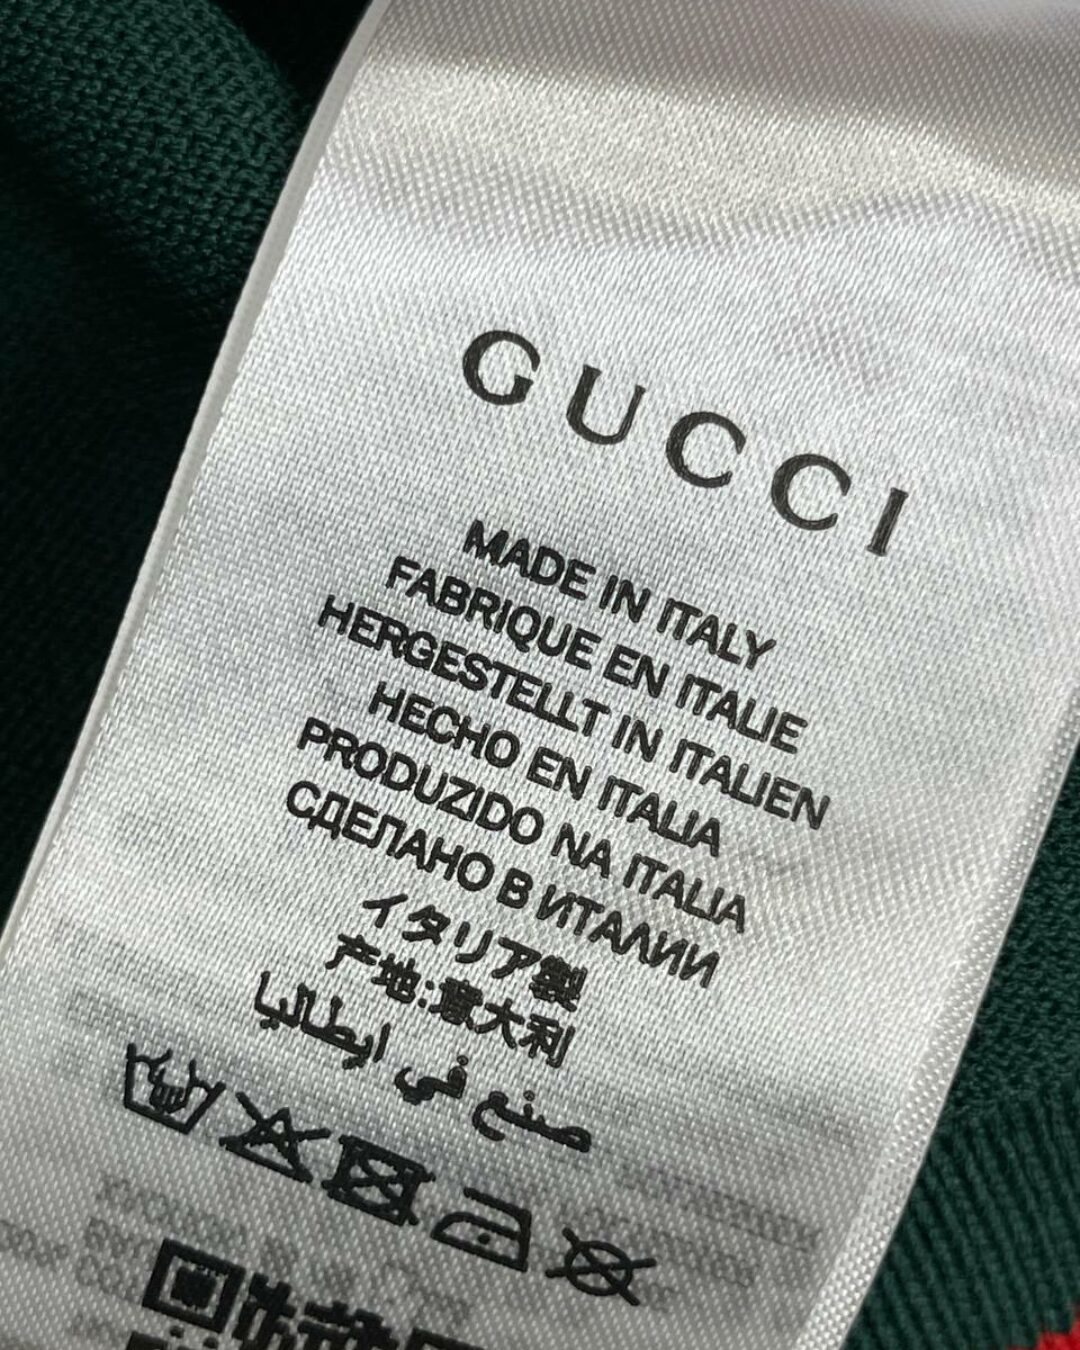 GUCCI
MADE IN ITALY
FABRIQUE EN ITALIE
HERGESTELLT IN ITALIEN
HECHO EN ITALIA
PRODUZIDO NA ITALIA
СДЕЛАНО В ИТАЛИИ
イタリア製
产地:意大利
صنع في ايطاليا